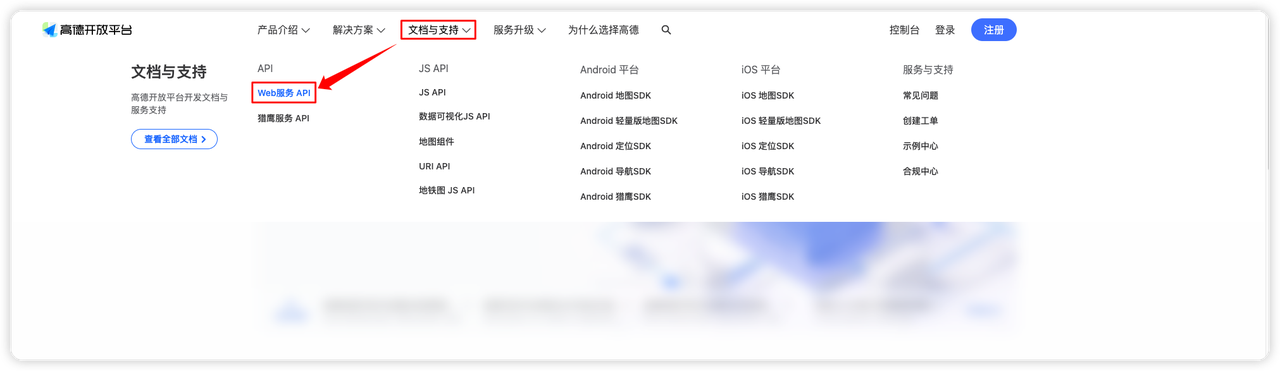 高德开放平台
产品介绍
解决方案
文档与支持
服务升级
为什么选择高德
控制台
登录
注册
文档与支持
高德开放平台开发文档与
服务支持
查看全部文档
API
Web服务 API
猎鹰服务 API
JS API
JS API
数据可视化JS API
地图组件
URI API
地铁图 JS API
Android 平台
Android 地图SDK
Android 轻量版地图SDK
Android 定位SDK
Android 导航SDK
Android 猎鹰SDK
iOS 平台
iOS 地图SDK
iOS 轻量版地图SDK
iOS 定位SDK
iOS 导航SDK
iOS 猎鹰SDK
服务与支持
常见问题
创建工单
示例中心
合规中心